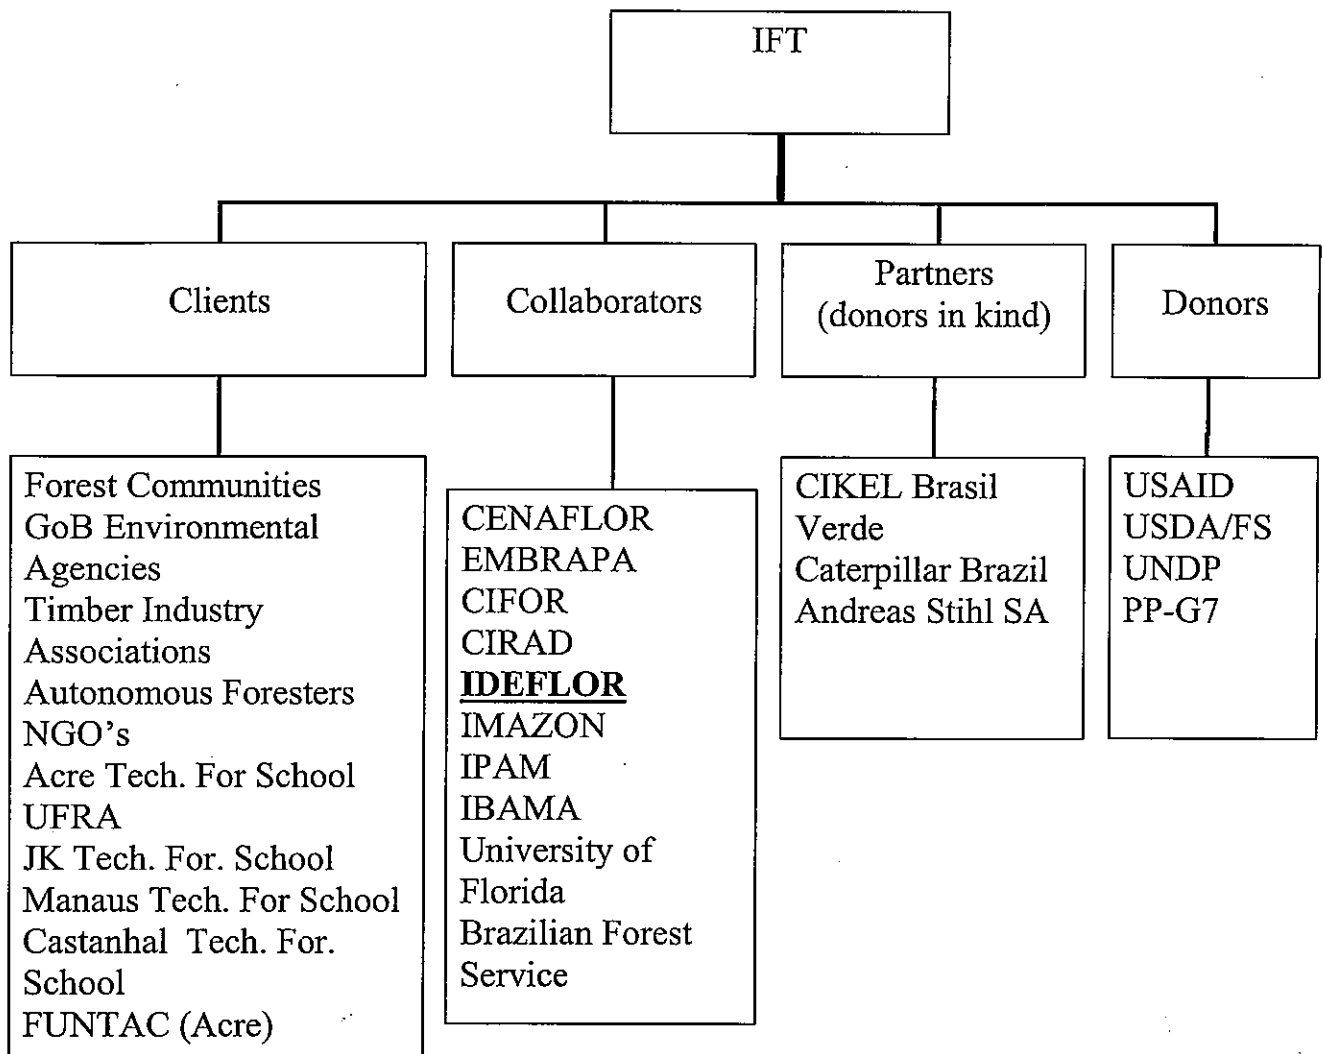 IFT
Clients
Collaborators
Partners
(donors in kind)
Donors
Forest Communities
GoB Environmental
Agencies
Timber Industry
Associations
Autonomous Foresters
NGO's
Acre Tech. For School
UFRA
JK Tech. For. School
Manaus Tech. For School
Castanhal Tech. For.
School
FUNTAC (Acre)
CENAFLOR
EMBRAPA
CIFOR
CIRAD
IDEFLOR
IMAZON
IPAM
IBAMA
University of
Florida
Brazilian Forest
Service
CIKEL Brasil
Verde
Caterpillar Brazil
Andreas Stihl SA
USAID
USDA/FS
UNDP
PP-G7